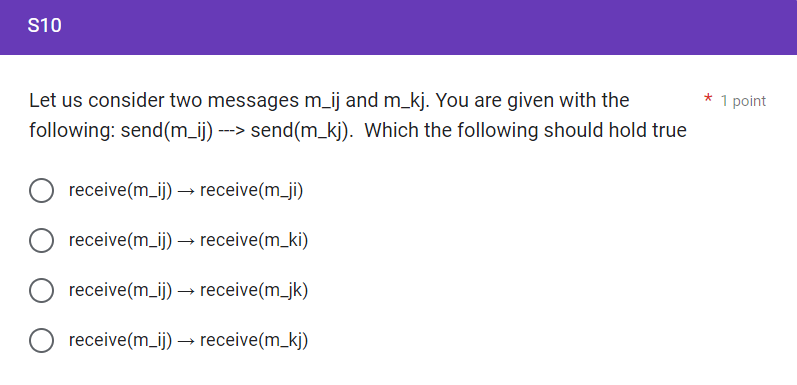 S10
Let us consider two messages m_ij and m_kj. You are given with the * 1 point
following: send(m_ij) ---> send(m_kj). Which the following should hold true
receive(m_ij) → receive(m_ji)
receive(m_ij) → receive(m_ki)
receive(m_ij) → receive(m_jk)
receive(m_ij) → receive(m_kj)